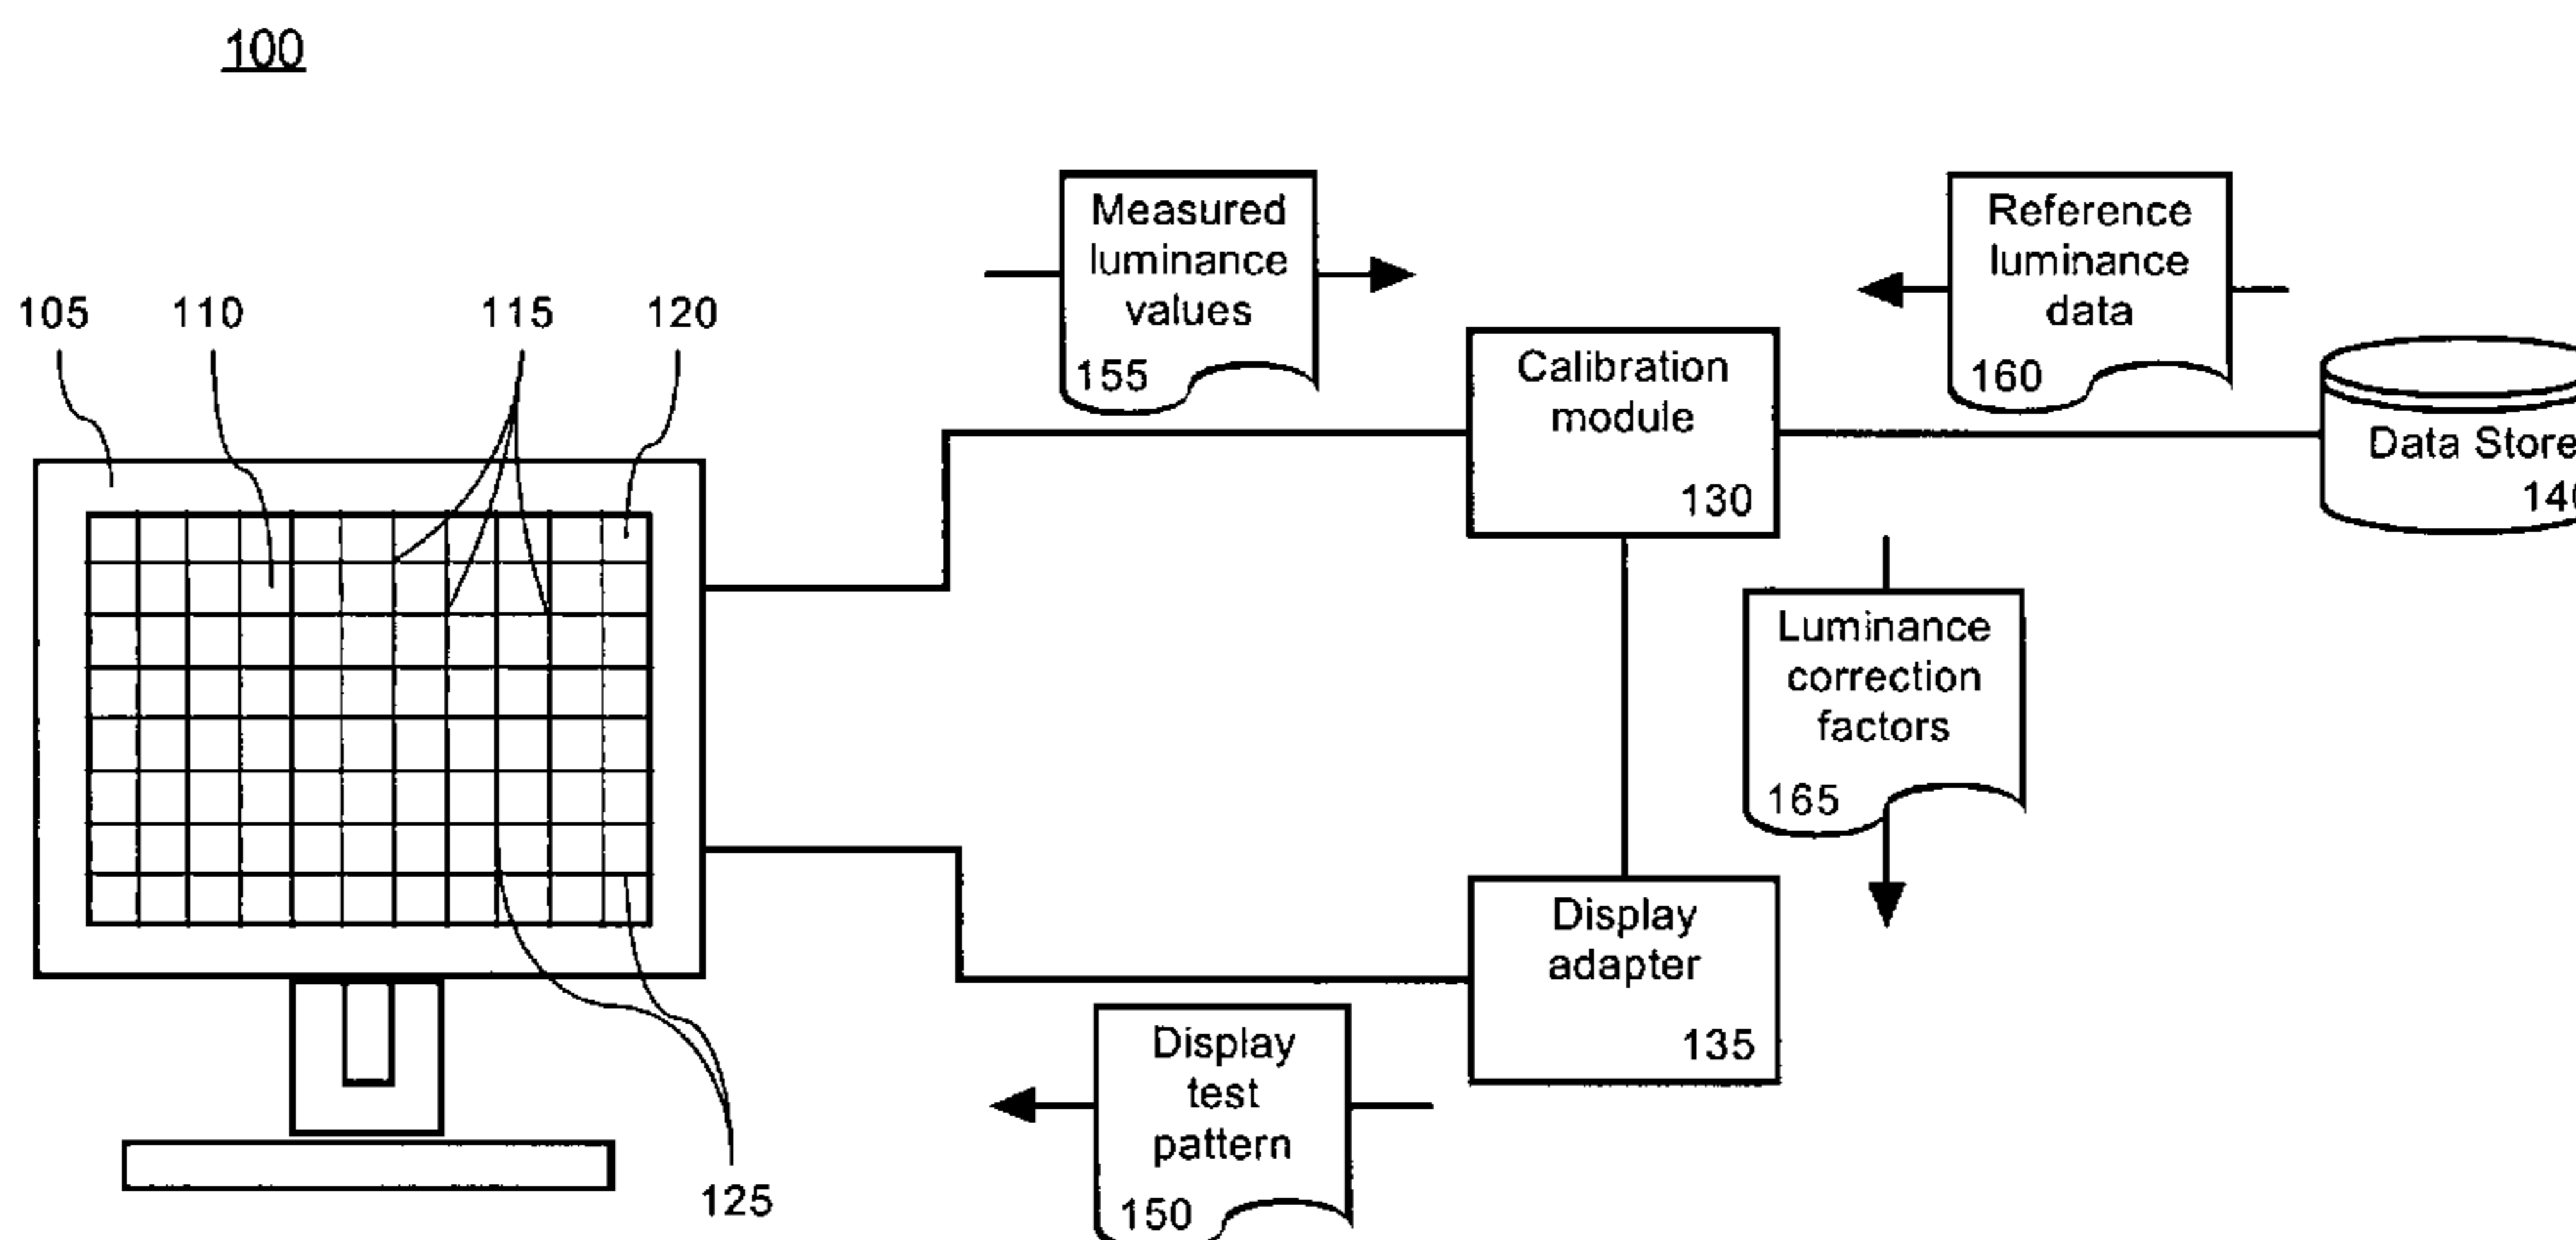 100
105
110
115
120
125
Measured
luminance
values
155
Reference
luminance
data
160
Calibration
module
130
Data Store
Luminance
correction
factors
165
Display
adapter
135
Display
test
pattern
150